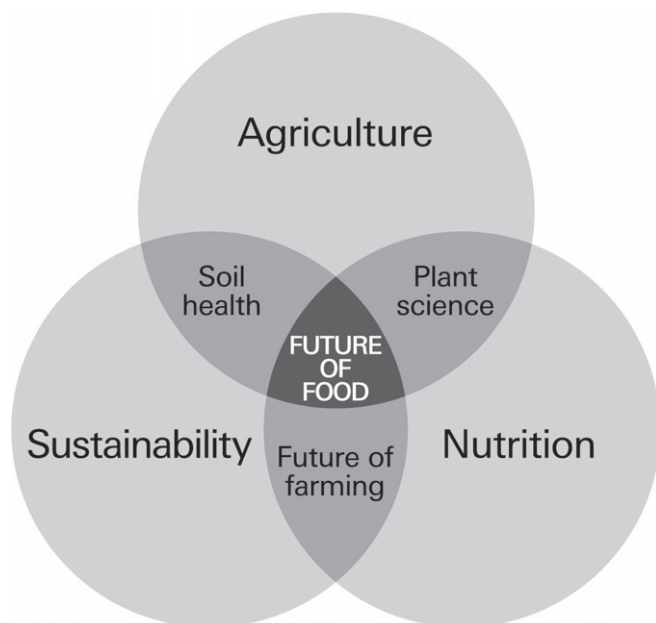 Agriculture
Soil
health
Plant
science
FUTURE
OF
FOOD
Sustainability
Nutrition
Future of
farming